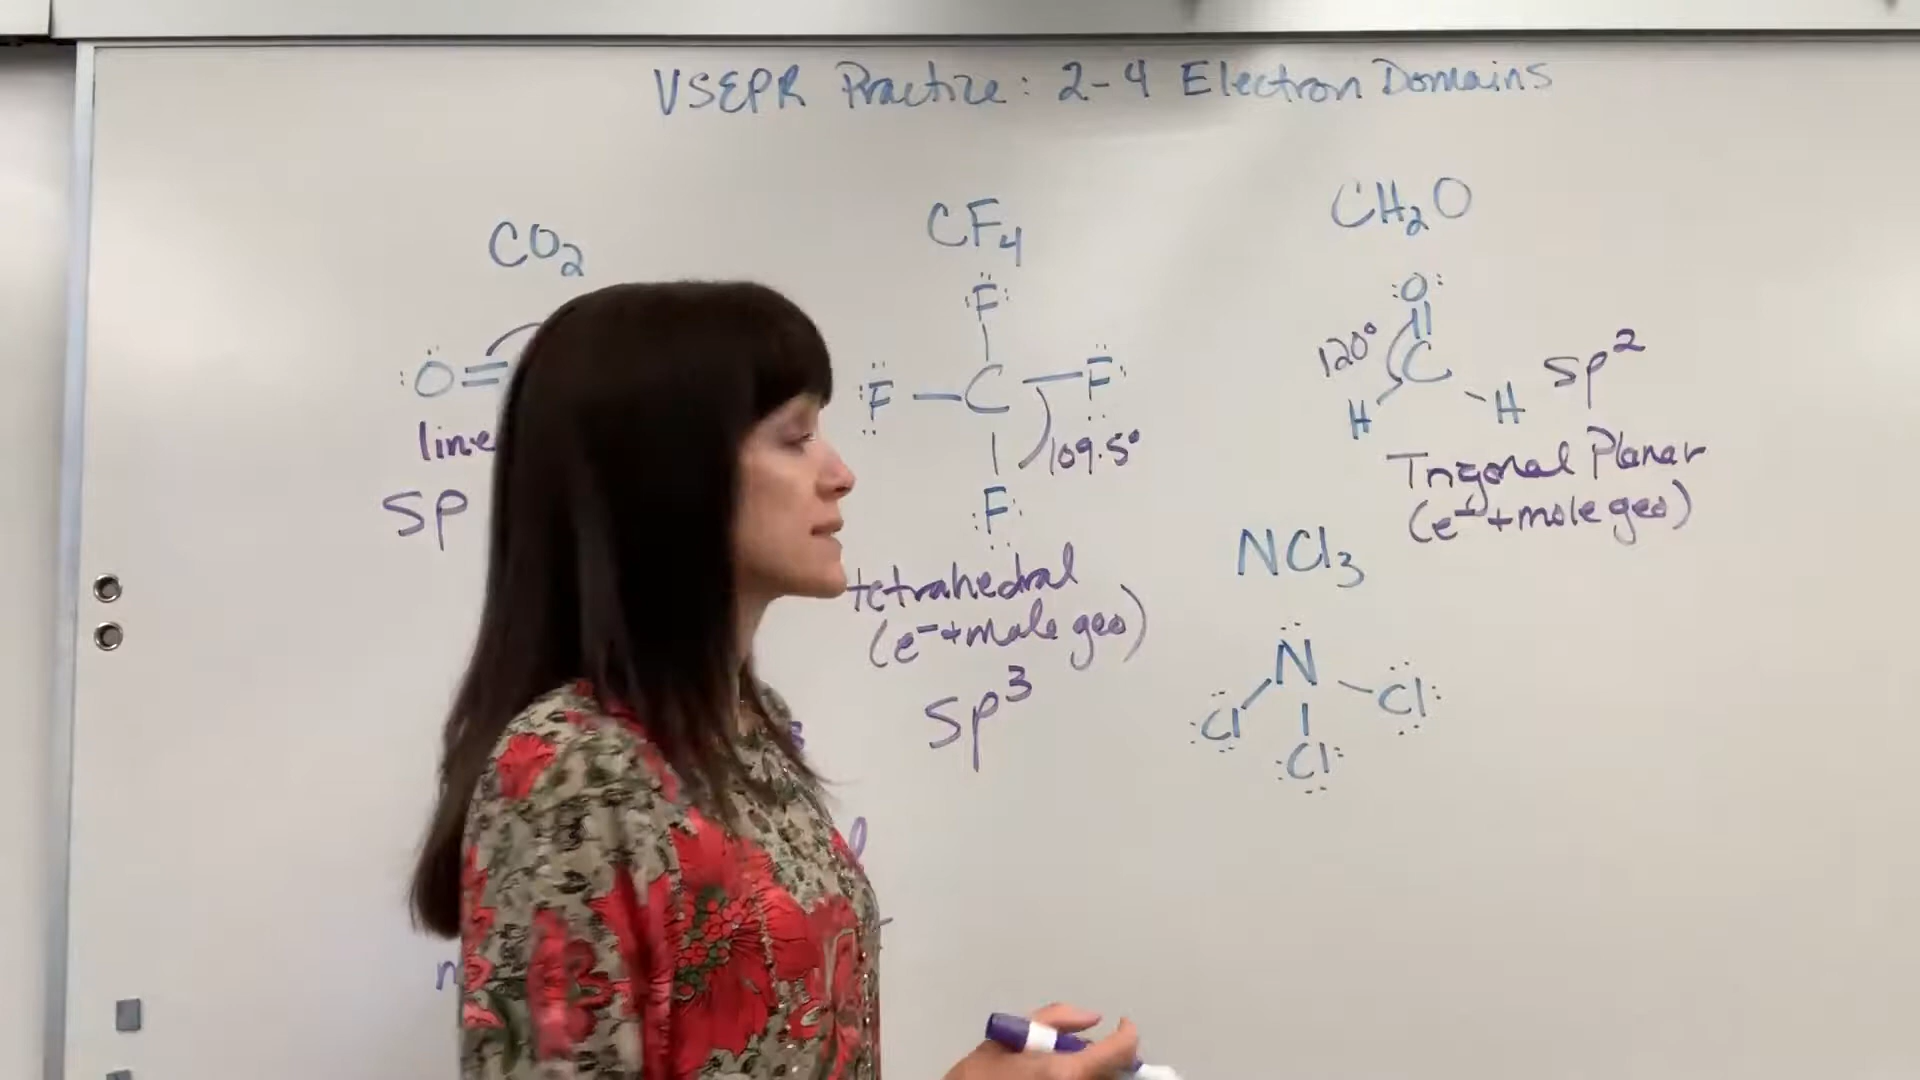 VSEPR Practize: 2-4 Electron Domains
CO2
:O=
line
sp
CF4
F
F — C — F
109.5°
F
tetrahedral
(e- + mole geo)
sp3
CH2O
:O:
120°
C
H
H
sp2
Trigonal Planar
(e- + mole geo)
NCl3
N
Cl
Cl
Cl